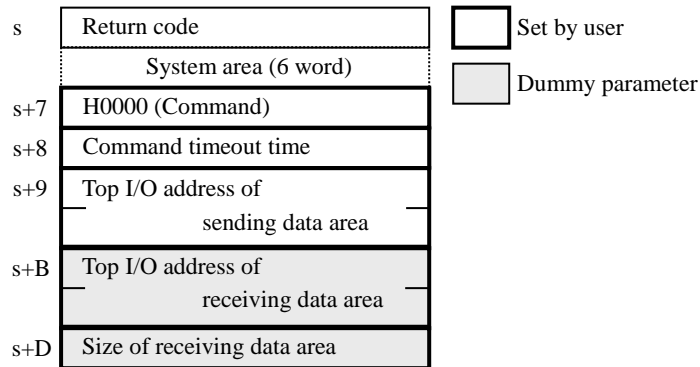 s Return code
System area (6 word)
s+7 H0000 (Command)
s+8 Command timeout time
s+9 Top I/O address of
sending data area
s+B Top I/O address of
receiving data area
s+D Size of receiving data area
Set by user
Dummy parameter